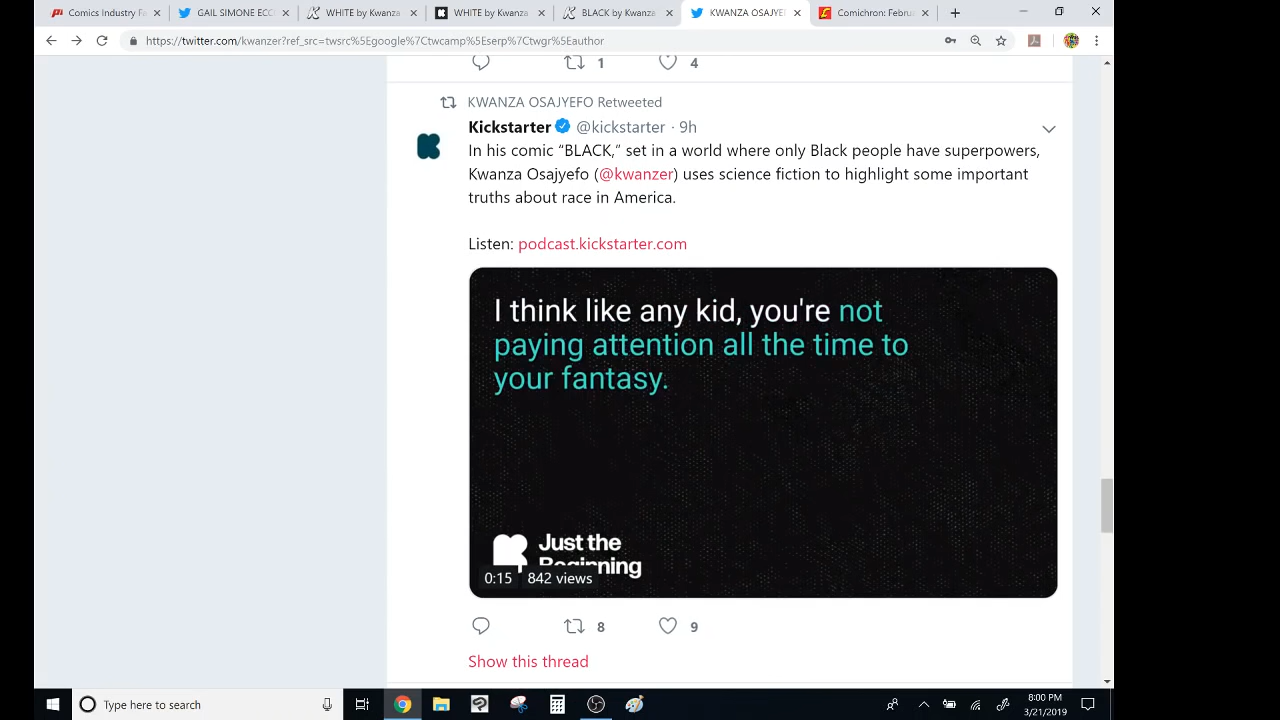 Comics Industry Fa
GAIL SIMONE ECC
WHITE by Kwanza
WHITE by Kwanza
BLACK by Kwanza
KWANZA OSAJYEF
Comichron: Februa
https://twitter.com/kwanzer?ref_src=twsrc%5Egoogle%7Ctwcamp%5Eserp%7Ctwgr%5Eauthor
1 4
KWANZA OSAJYEFO Retweeted
Kickstarter @kickstarter · 9h
In his comic “BLACK,” set in a world where only Black people have superpowers,
Kwanza Osajyefo (@kwanzer) uses science fiction to highlight some important
truths about race in America.
Listen: podcast.kickstarter.com
I think like any kid, you're not
paying attention all the time to
your fantasy.
Just the
Beginning
0:15 842 views
8 9
Show this thread
Type here to search
8:00 PM
3/21/2019